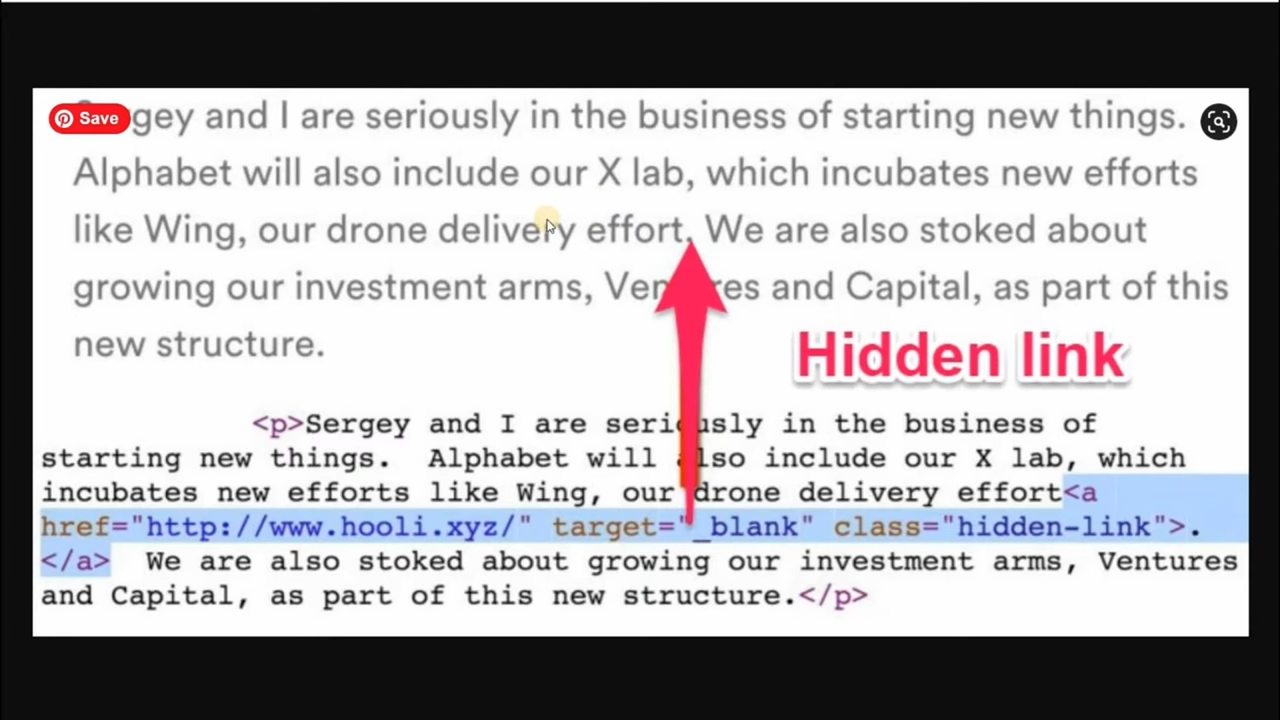 Save
Sergey and I are seriously in the business of starting new things.
Alphabet will also include our X lab, which incubates new efforts
like Wing, our drone delivery effort. We are also stoked about
growing our investment arms, Ventures and Capital, as part of this
new structure.
Hidden link
<p>Sergey and I are seriously in the business of
starting new things. Alphabet will also include our X lab, which
incubates new efforts like Wing, our drone delivery effort<a
href="http://www.hooli.xyz/" target="_blank" class="hidden-link">.
</a> We are also stoked about growing our investment arms, Ventures
and Capital, as part of this new structure.</p>